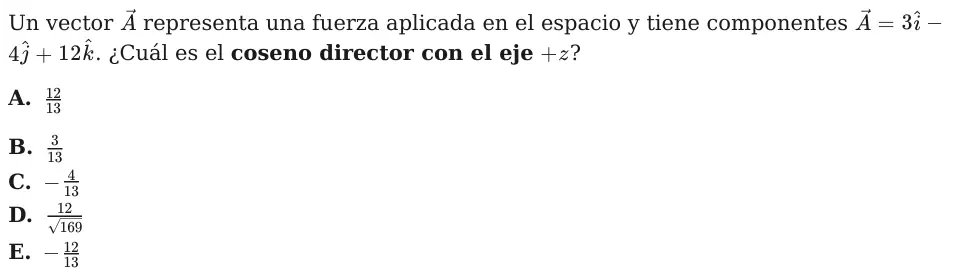 Un vector $\vec{A}$ representa una fuerza aplicada en el espacio y tiene componentes $\vec{A} = 3\hat{i} -$
$4\hat{j} + 12\hat{k}$. ¿Cuál es el **coseno director con el eje** $+z$?
**A.** $\frac{12}{13}$
**B.** $\frac{3}{13}$
**C.** $-\frac{4}{13}$
**D.** $\frac{12}{\sqrt{169}}$
**E.** $-\frac{12}{13}$